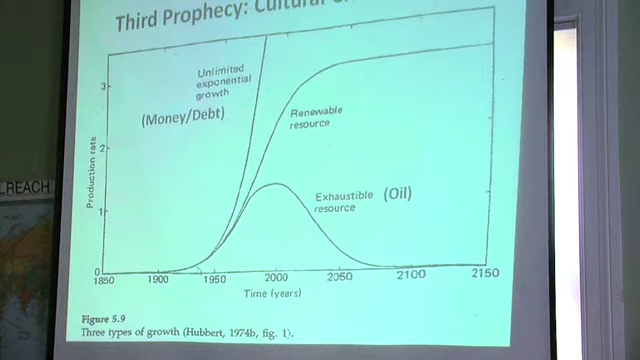 Third Prophecy: Cultural
Unlimited
exponential
growth
(Money/Debt)
Renewable
resource
Exhaustible
resource
(Oil)
Production rate
3
2
1
0
1850 1900 1950 2000 2050 2100 2150
Time (years)
Figure 5.9
Three types of growth (Hubbert, 1974b, fig. 1).
LREACH